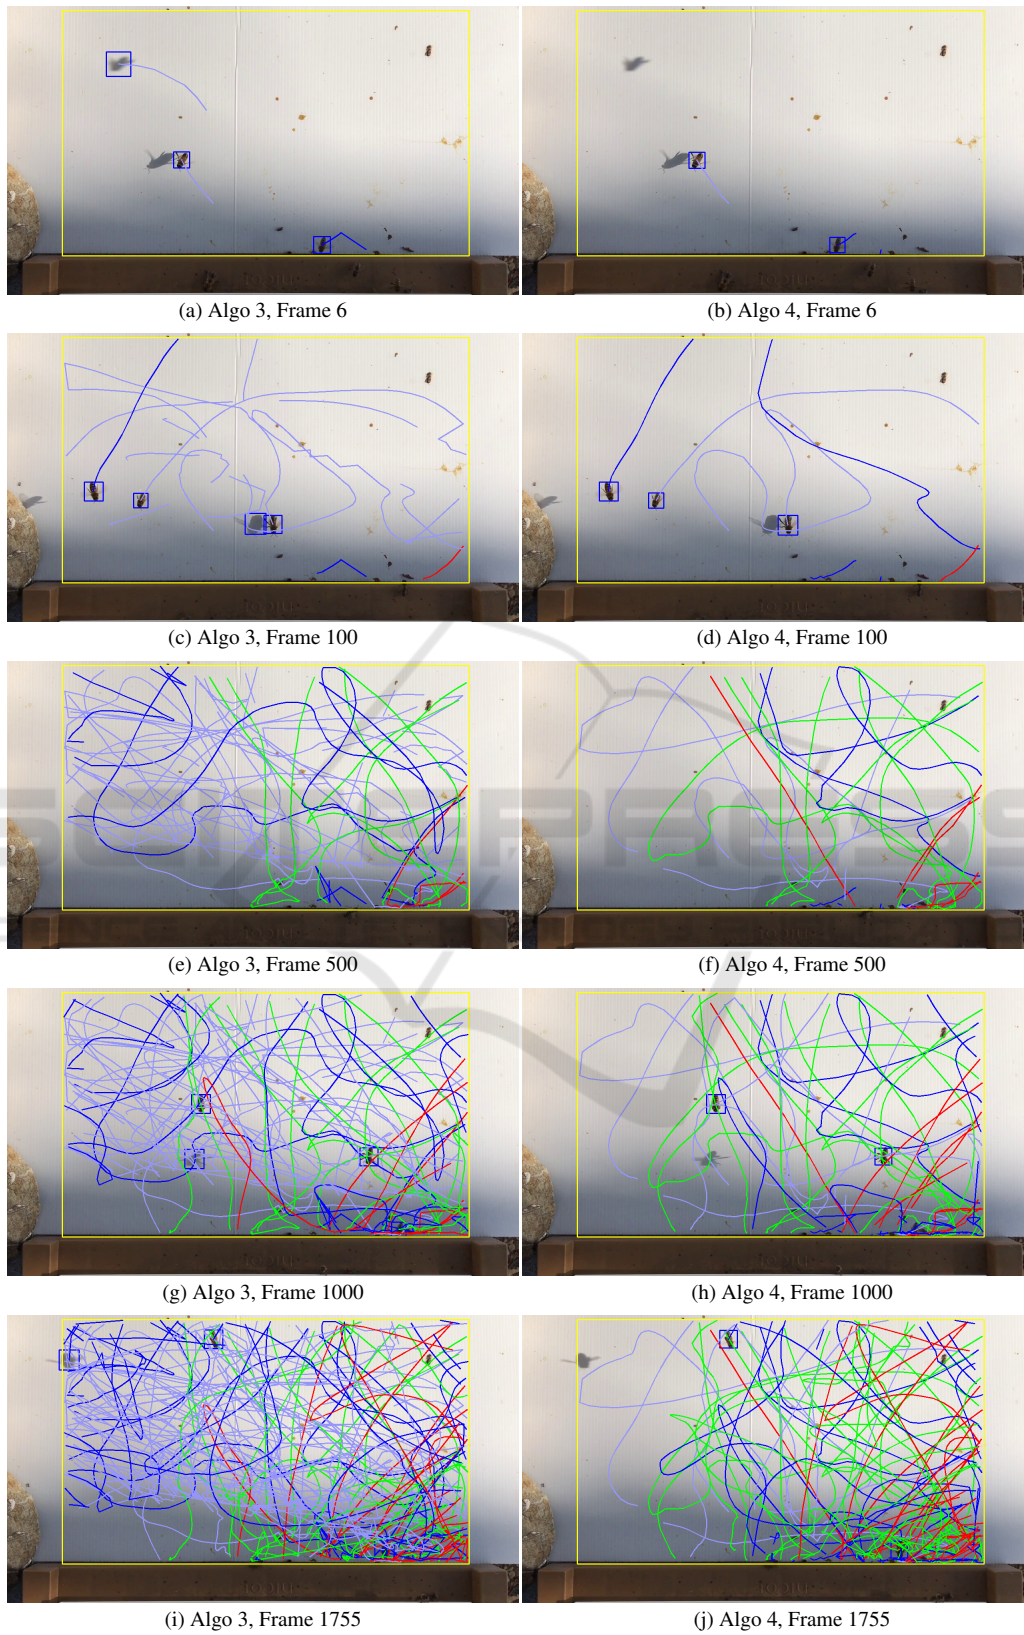 (a) Algo 3, Frame 6
(b) Algo 4, Frame 6
(c) Algo 3, Frame 100
(d) Algo 4, Frame 100
(e) Algo 3, Frame 500
(f) Algo 4, Frame 500
(g) Algo 3, Frame 1000
(h) Algo 4, Frame 1000
(i) Algo 3, Frame 1755
(j) Algo 4, Frame 1755